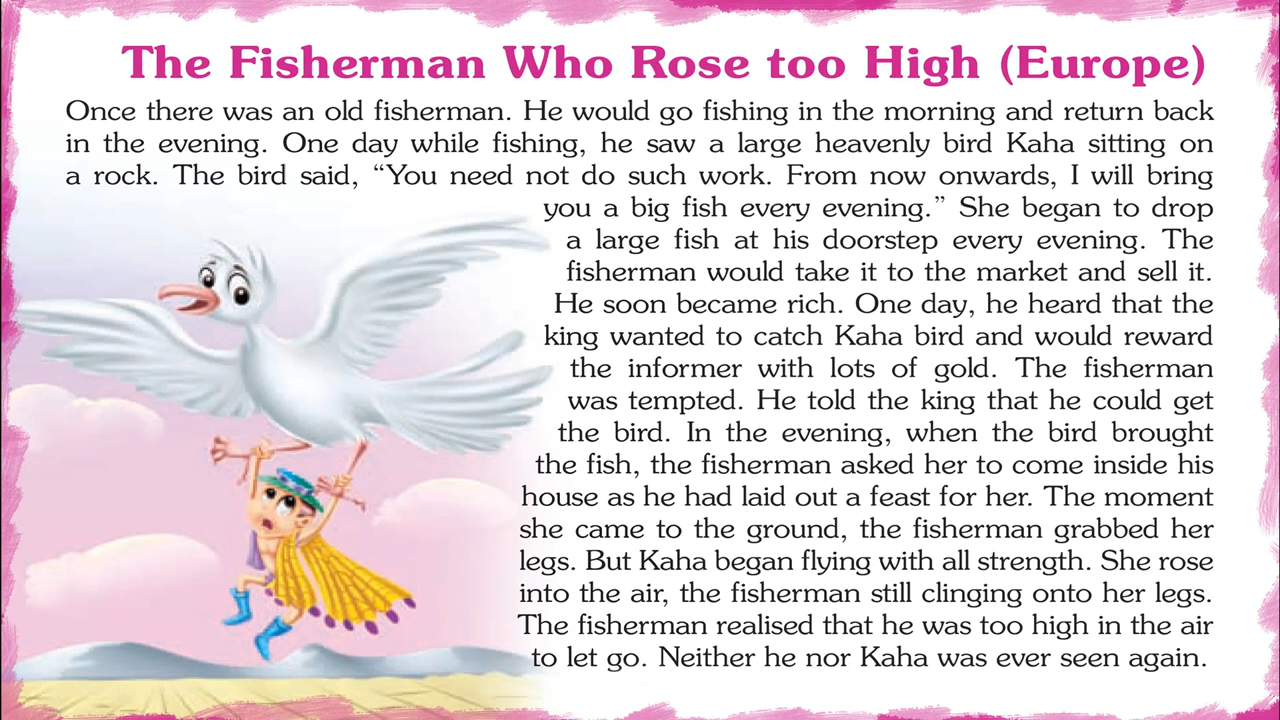 The Fisherman Who Rose too High (Europe)
Once there was an old fisherman. He would go fishing in the morning and return back
in the evening. One day while fishing, he saw a large heavenly bird Kaha sitting on
a rock. The bird said, “You need not do such work. From now onwards, I will bring
you a big fish every evening.” She began to drop
a large fish at his doorstep every evening. The
fisherman would take it to the market and sell it.
He soon became rich. One day, he heard that the
king wanted to catch Kaha bird and would reward
the informer with lots of gold. The fisherman
was tempted. He told the king that he could get
the bird. In the evening, when the bird brought
the fish, the fisherman asked her to come inside his
house as he had laid out a feast for her. The moment
she came to the ground, the fisherman grabbed her
legs. But Kaha began flying with all strength. She rose
into the air, the fisherman still clinging onto her legs.
The fisherman realised that he was too high in the air
to let go. Neither he nor Kaha was ever seen again.